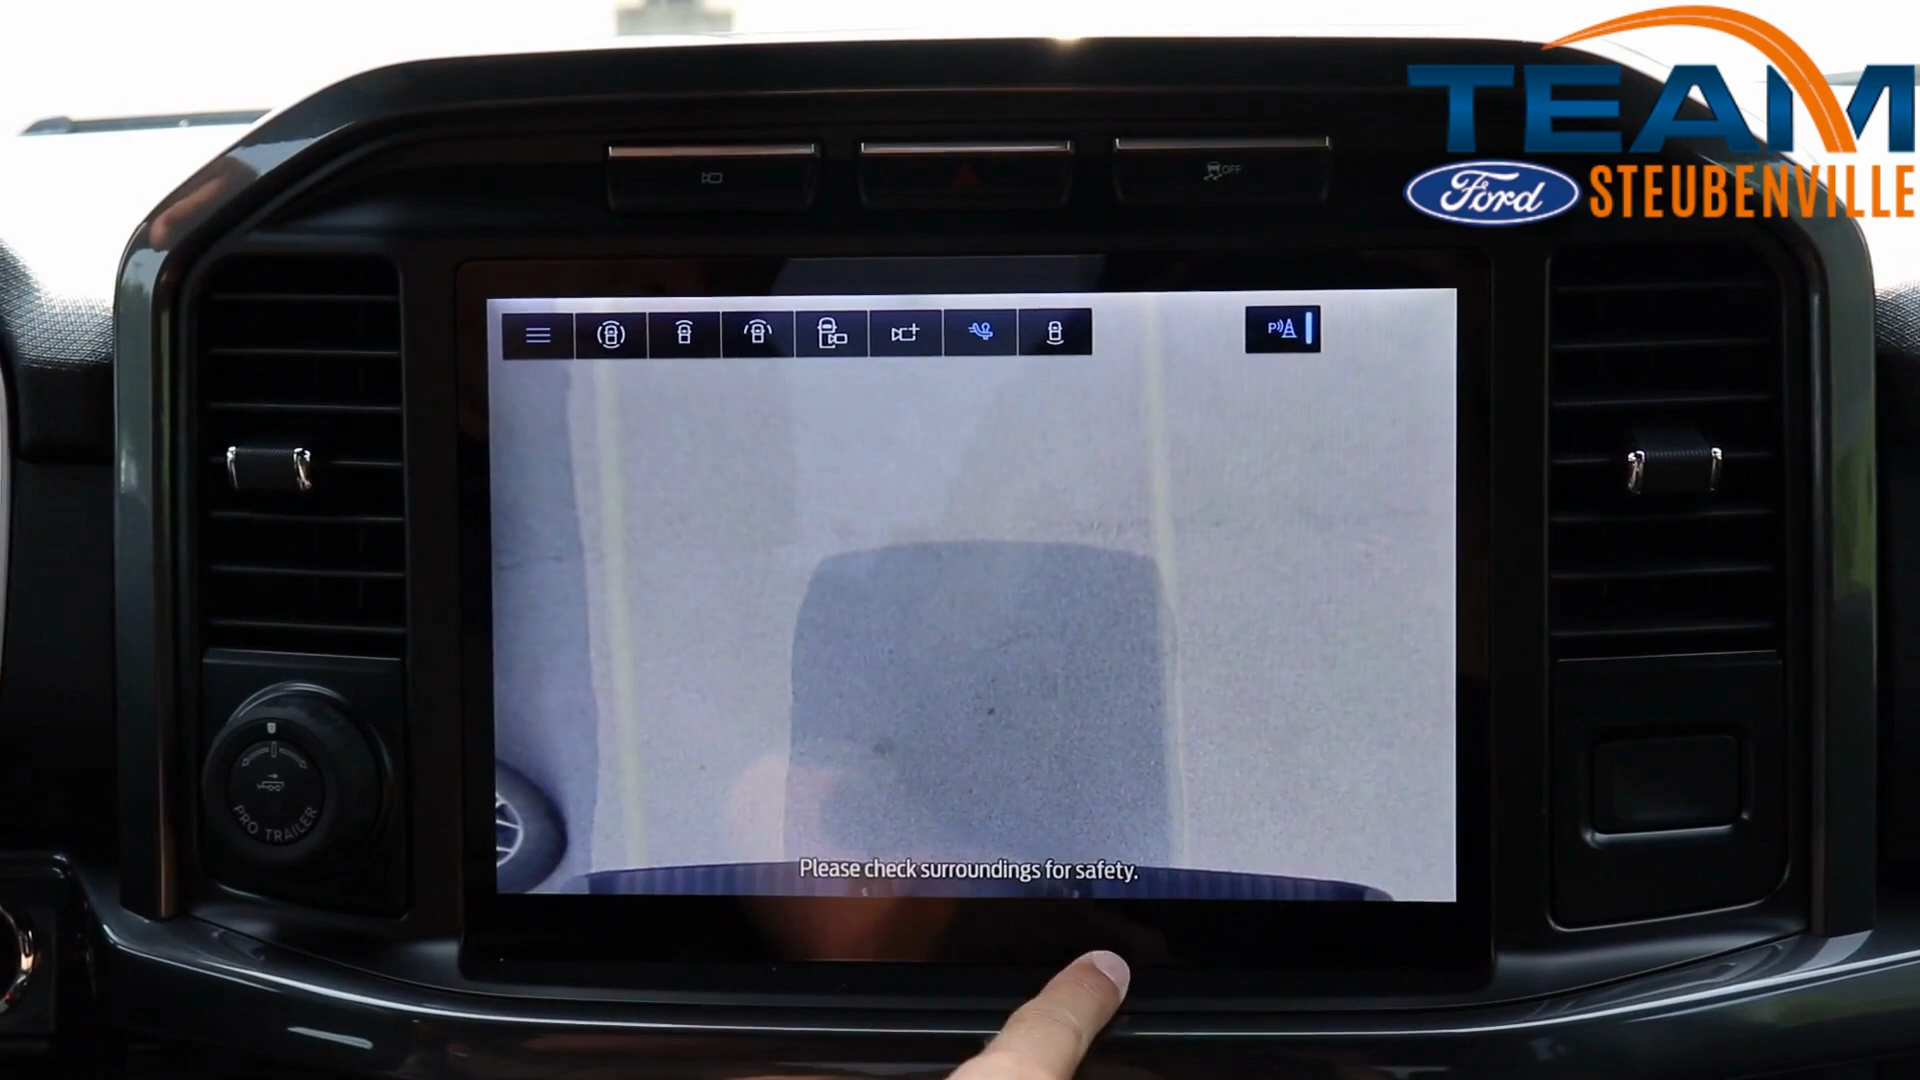 TEAM
Ford STEUBENVILLE
OFF
P
Please check surroundings for safety.
PRO TRAILER